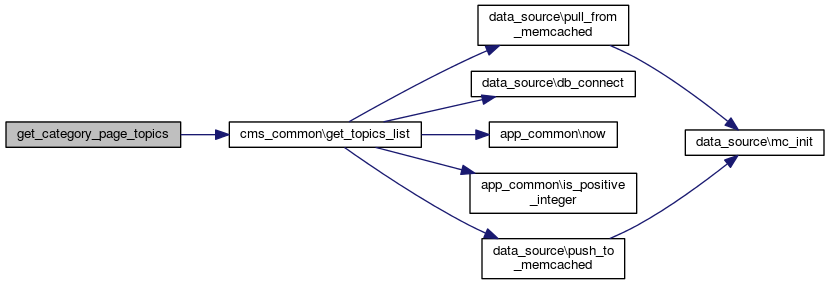 get_category_page_topics
cms_common\get_topics_list
data_source\pull_from
_memcached
data_source\db_connect
app_common\now
app_common\is_positive
_integer
data_source\push_to
_memcached
data_source\mc_init